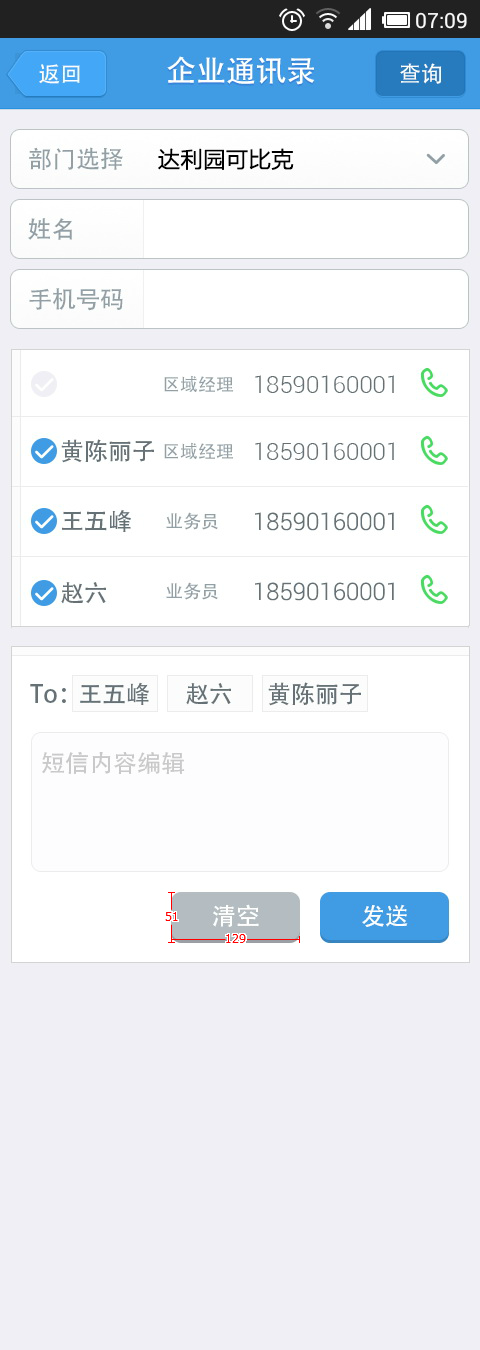 07:09
返回 企业通讯录 查询
部门选择 达利园可比克
姓名
手机号码
区域经理 18590160001
黄陈丽子 区域经理 18590160001
王五峰 业务员 18590160001
赵六 业务员 18590160001
To: 王五峰 赵六 黄陈丽子
短信内容编辑
51 清空 发送
129